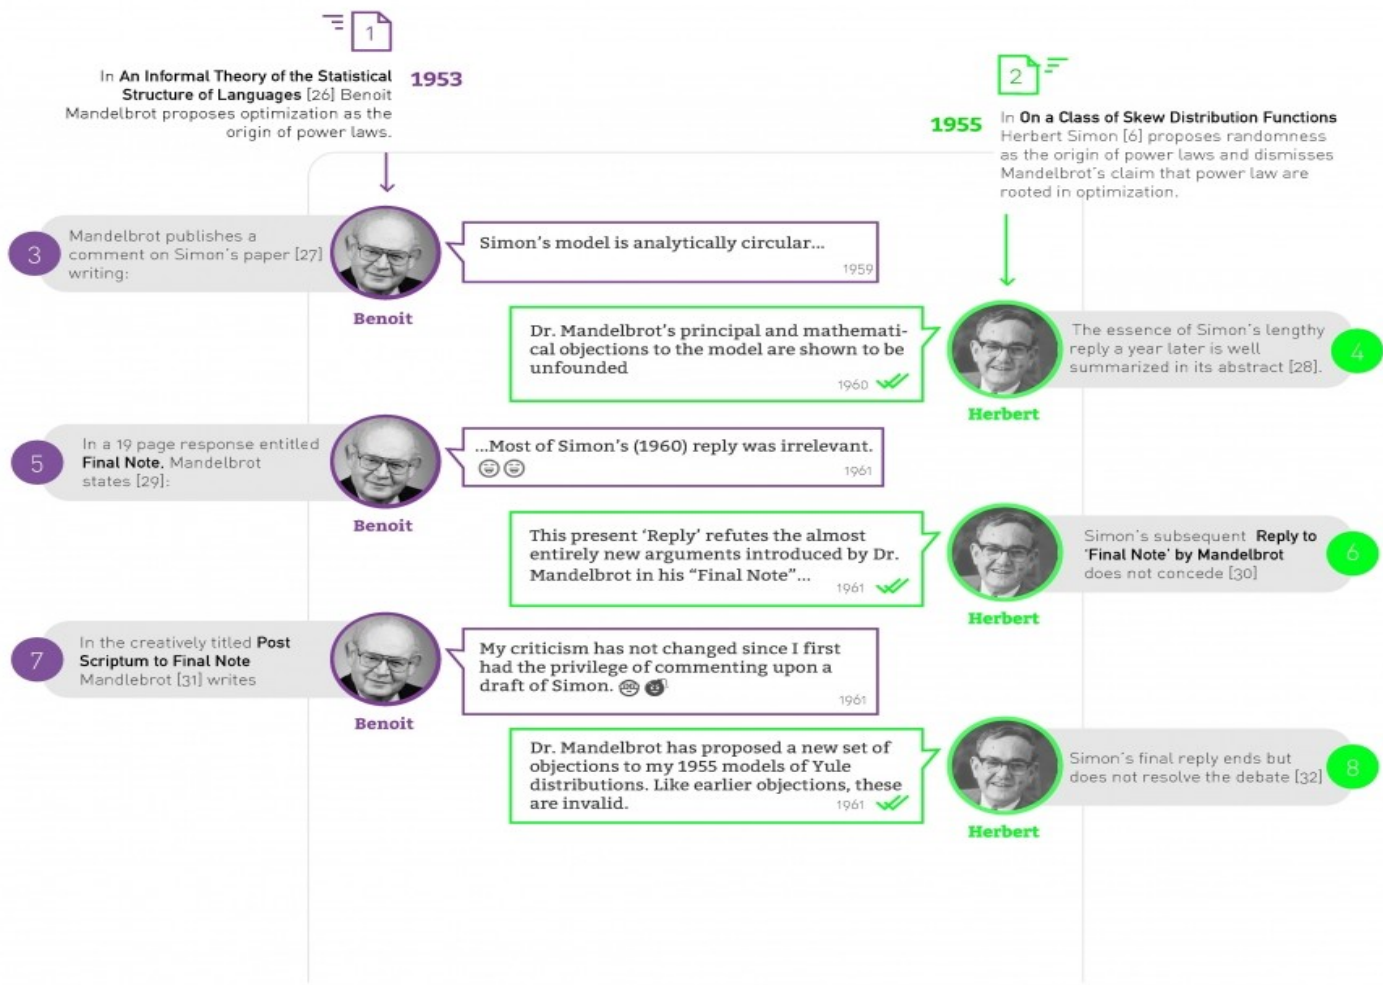 1
In An Informal Theory of the Statistical
Structure of Languages [26] Benoit
Mandelbrot proposes optimization as the
origin of power laws.
1953
2
1955
In On a Class of Skew Distribution Functions
Herbert Simon [6] proposes randomness
as the origin of power laws and dismisses
Mandelbrot's claim that power law are
rooted in optimization.
3
Mandelbrot publishes a
comment on Simon's paper [27]
writing:
Benoit
Simon's model is analytically circular...
1959
Dr. Mandelbrot's principal and mathemati-
cal objections to the model are shown to be
unfounded
1960
Herbert
The essence of Simon's lengthy
reply a year later is well
summarized in its abstract [28].
4
5
In a 19 page response entitled
Final Note, Mandelbrot
states [29]:
Benoit
...Most of Simon's (1960) reply was irrelevant.
1961
This present 'Reply' refutes the almost
entirely new arguments introduced by Dr.
Mandelbrot in his "Final Note"...
1961
Herbert
Simon's subsequent Reply to
'Final Note' by Mandelbrot
does not concede [30]
6
7
In the creatively titled Post
Scriptum to Final Note
Mandlebrot [31] writes
Benoit
My criticism has not changed since I first
had the privilege of commenting upon a
draft of Simon.
1961
Dr. Mandelbrot has proposed a new set of
objections to my 1955 models of Yule
distributions. Like earlier objections, these
are invalid.
1961
Herbert
Simon's final reply ends but
does not resolve the debate [32]
8